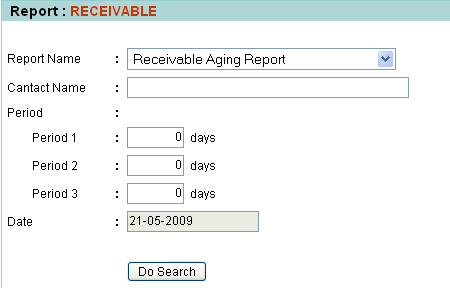 Report : RECEIVABLE
Report Name : Receivable Aging Report
Cantact Name :
Period :
Period 1 : 0 days
Period 2 : 0 days
Period 3 : 0 days
Date : 21-05-2009
Do Search